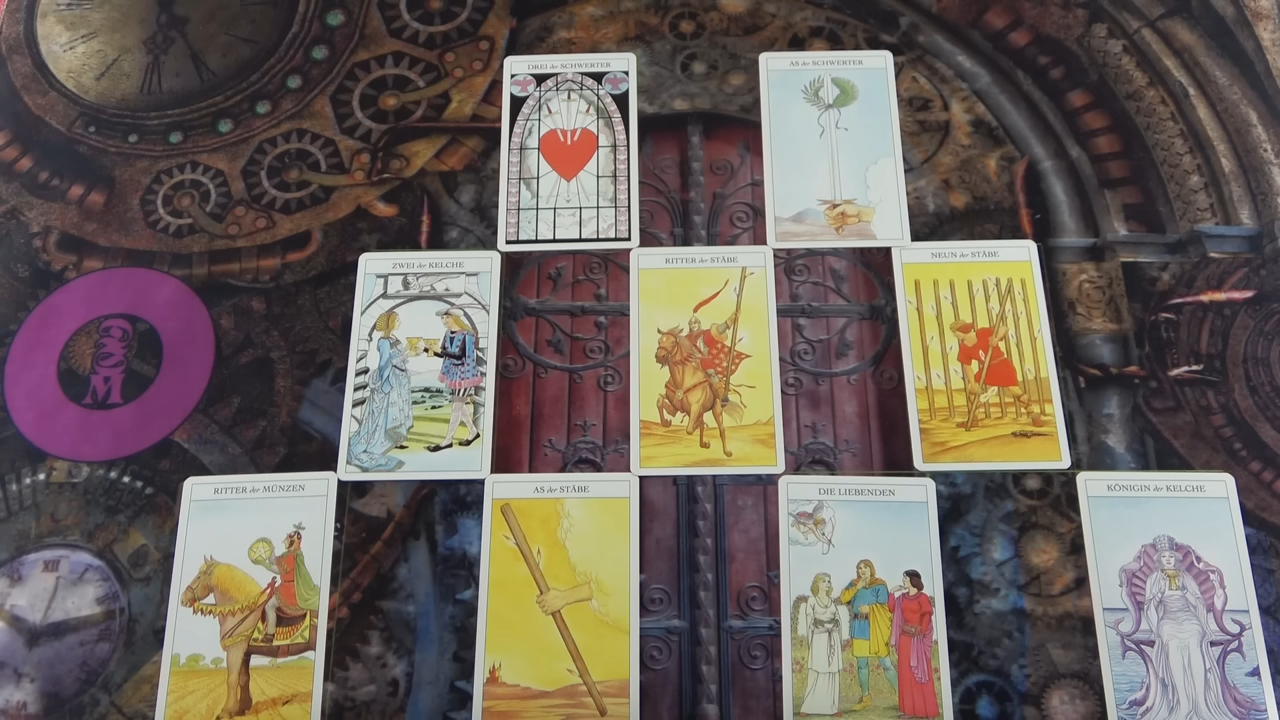 DREI der SCHWERTER
AS der SCHWERTER
ZWEI der KELCHE
RITTER der STÄBE
NEUN der STÄBE
RITTER der MÜNZEN
AS der STÄBE
DIE LIEBENDEN
KÖNIGIN der KELCHE
XII